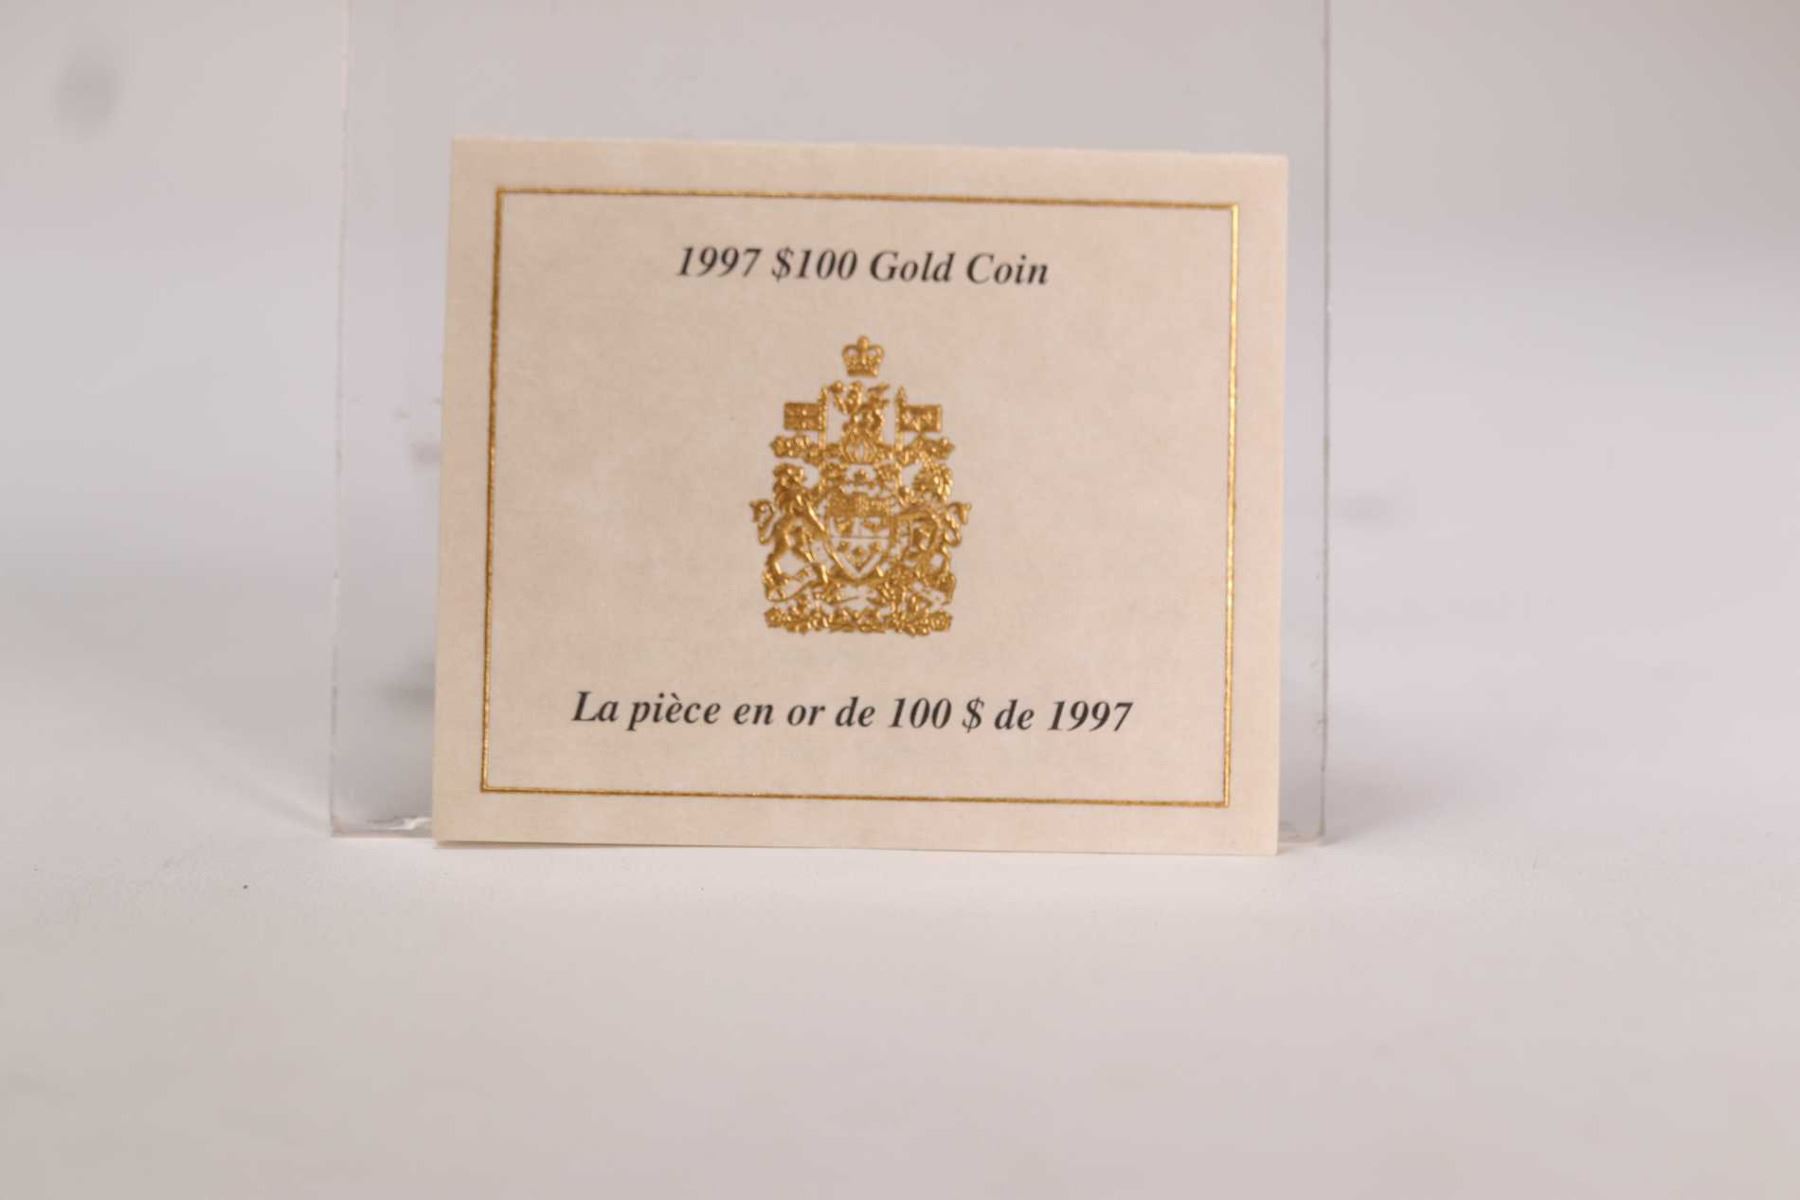 1997 $100 Gold Coin
La pièce en or de 100 $ de 1997